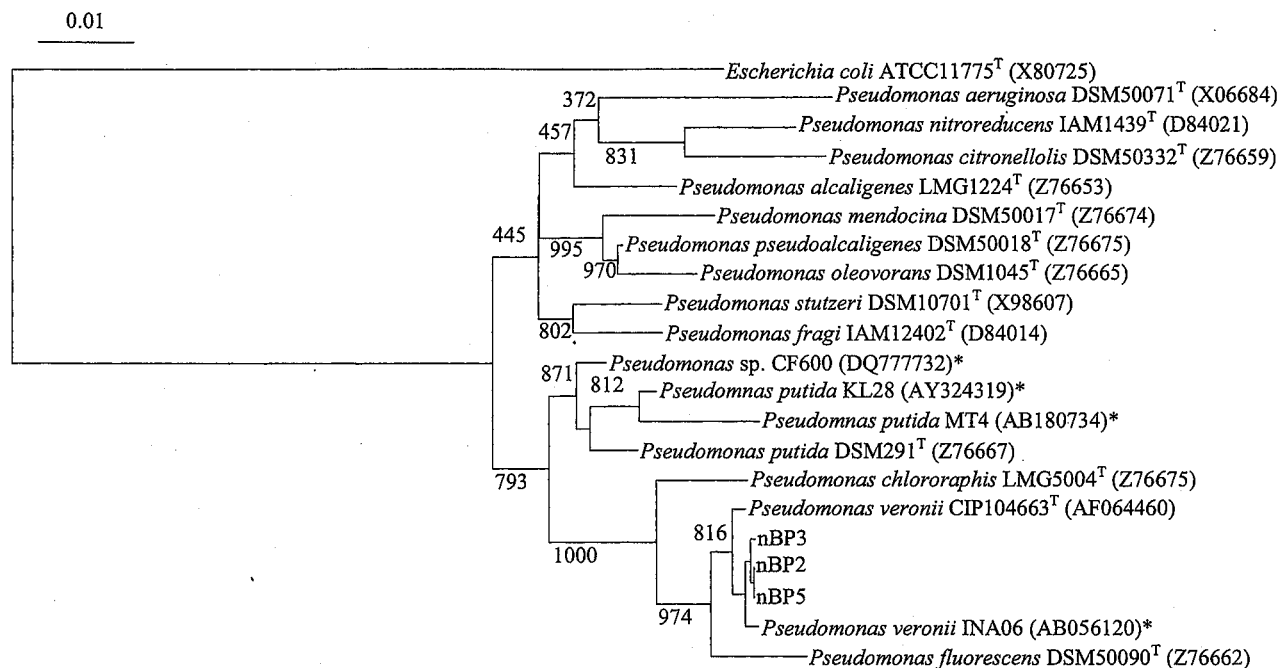 0.01
Escherichia coli ATCC11775ᵀ (X80725)
372
Pseudomonas aeruginosa DSM50071ᵀ (X06684)
457
Pseudomonas nitroreducens IAM1439ᵀ (D84021)
831
Pseudomonas citronellolis DSM50332ᵀ (Z76659)
Pseudomonas alcaligenes LMG1224ᵀ (Z76653)
Pseudomonas mendocina DSM50017ᵀ (Z76674)
445
995
Pseudomonas pseudoalcaligenes DSM50018ᵀ (Z76675)
970
Pseudomonas oleovorans DSM1045ᵀ (Z76665)
Pseudomonas stutzeri DSM10701ᵀ (X98607)
802
Pseudomonas fragi IAM12402ᵀ (D84014)
Pseudomonas sp. CF600 (DQ777732)*
871
812
Pseudomnas putida KL28 (AY324319)*
Pseudomnas putida MT4 (AB180734)*
Pseudomonas putida DSM291ᵀ (Z76667)
793
Pseudomonas chlororaphis LMG5004ᵀ (Z76675)
Pseudomonas veronii CIP104663ᵀ (AF064460)
816
nBP3
1000
nBP2
nBP5
974
Pseudomonas veronii INA06 (AB056120)*
Pseudomonas fluorescens DSM50090ᵀ (Z76662)